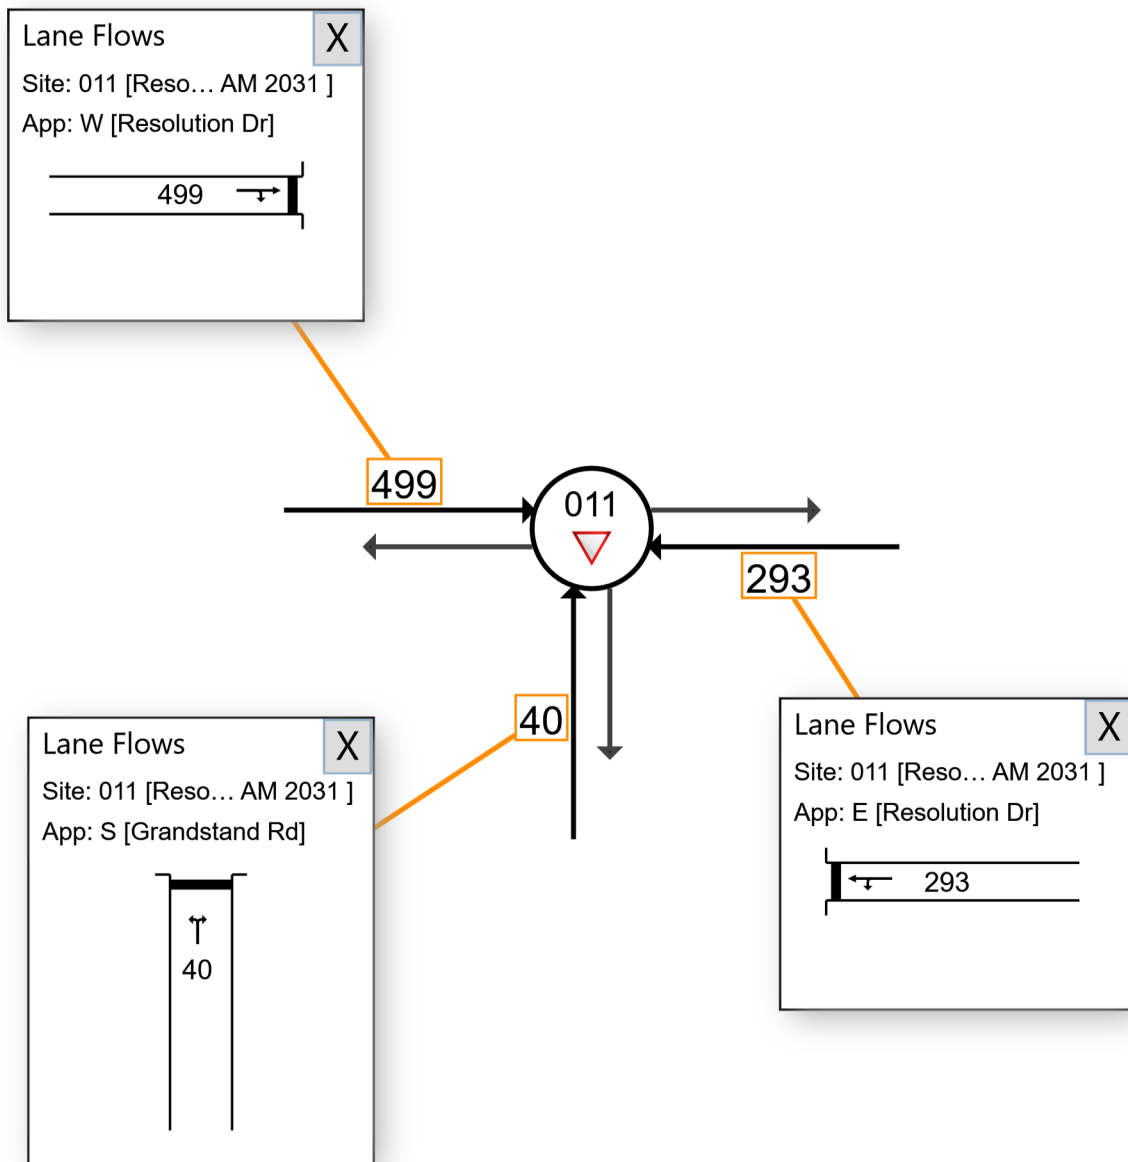 Lane Flows X
Site: 011 [Reso... AM 2031 ]
App: W [Resolution Dr]
499
499
011
293
40
Lane Flows X
Site: 011 [Reso... AM 2031 ]
App: S [Grandstand Rd]
40
Lane Flows X
Site: 011 [Reso... AM 2031 ]
App: E [Resolution Dr]
293